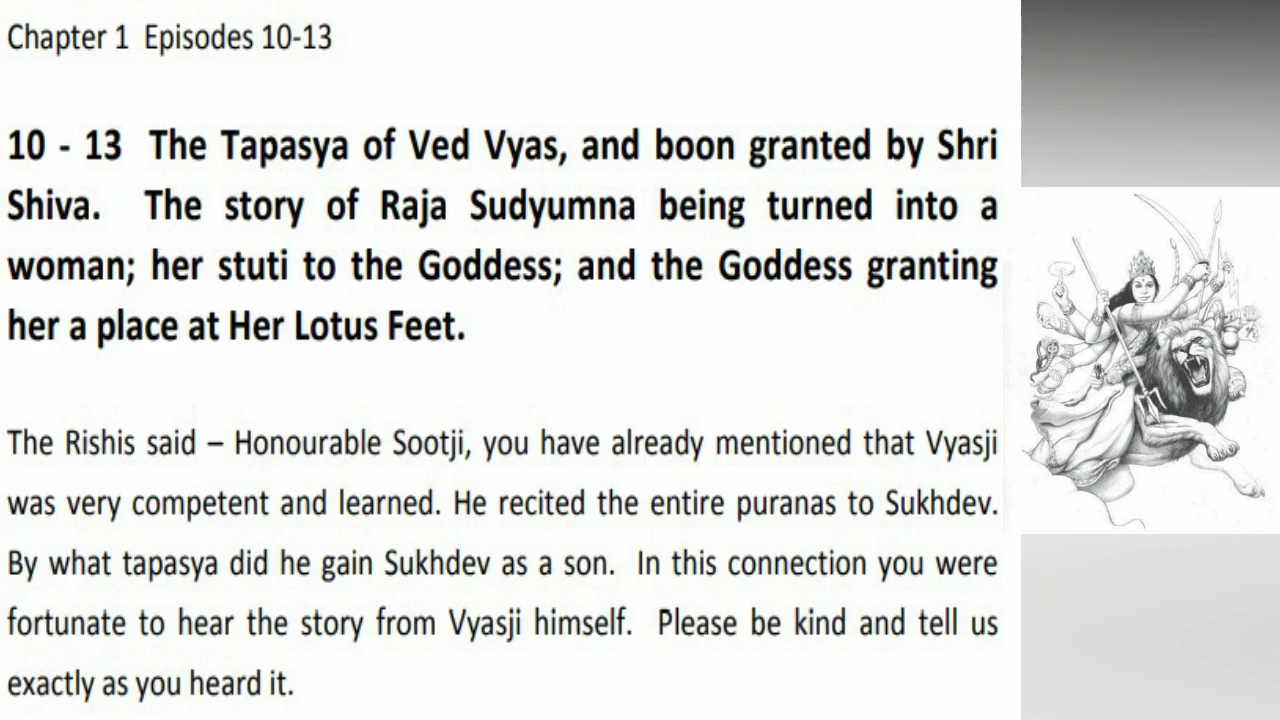 Chapter 1 Episodes 10-13
10 - 13 The Tapasya of Ved Vyas, and boon granted by Shri
Shiva. The story of Raja Sudyumna being turned into a
woman; her stuti to the Goddess; and the Goddess granting
her a place at Her Lotus Feet.
The Rishis said – Honourable Sootji, you have already mentioned that Vyasji
was very competent and learned. He recited the entire puranas to Sukhdev.
By what tapasya did he gain Sukhdev as a son. In this connection you were
fortunate to hear the story from Vyasji himself. Please be kind and tell us
exactly as you heard it.